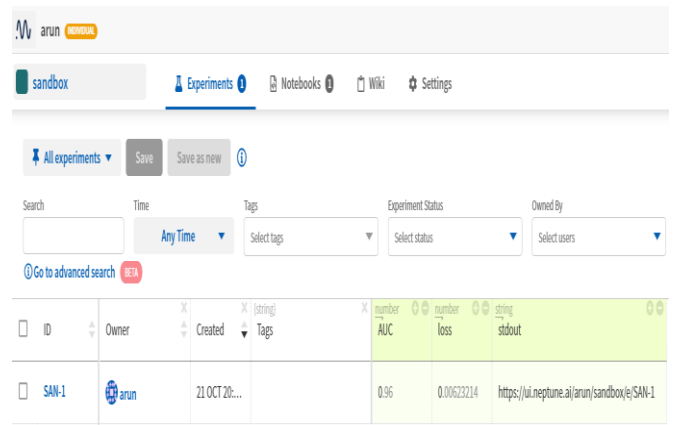 arun INDIVIDUAL
sandbox Experiments 1 Notebooks 1 Wiki Settings
All experiments Save Save as new
Search Time Tags Experiment Status Owned By
Any Time Select tags Select status Select users
Go to advanced search BETA
{string} number number string
ID Owner Created Tags AUC loss stdout
SAN-1 arun 21 OCT 20:... 0.96 0.00623214 https://ui.neptune.ai/arun/sandbox/e/SAN-1